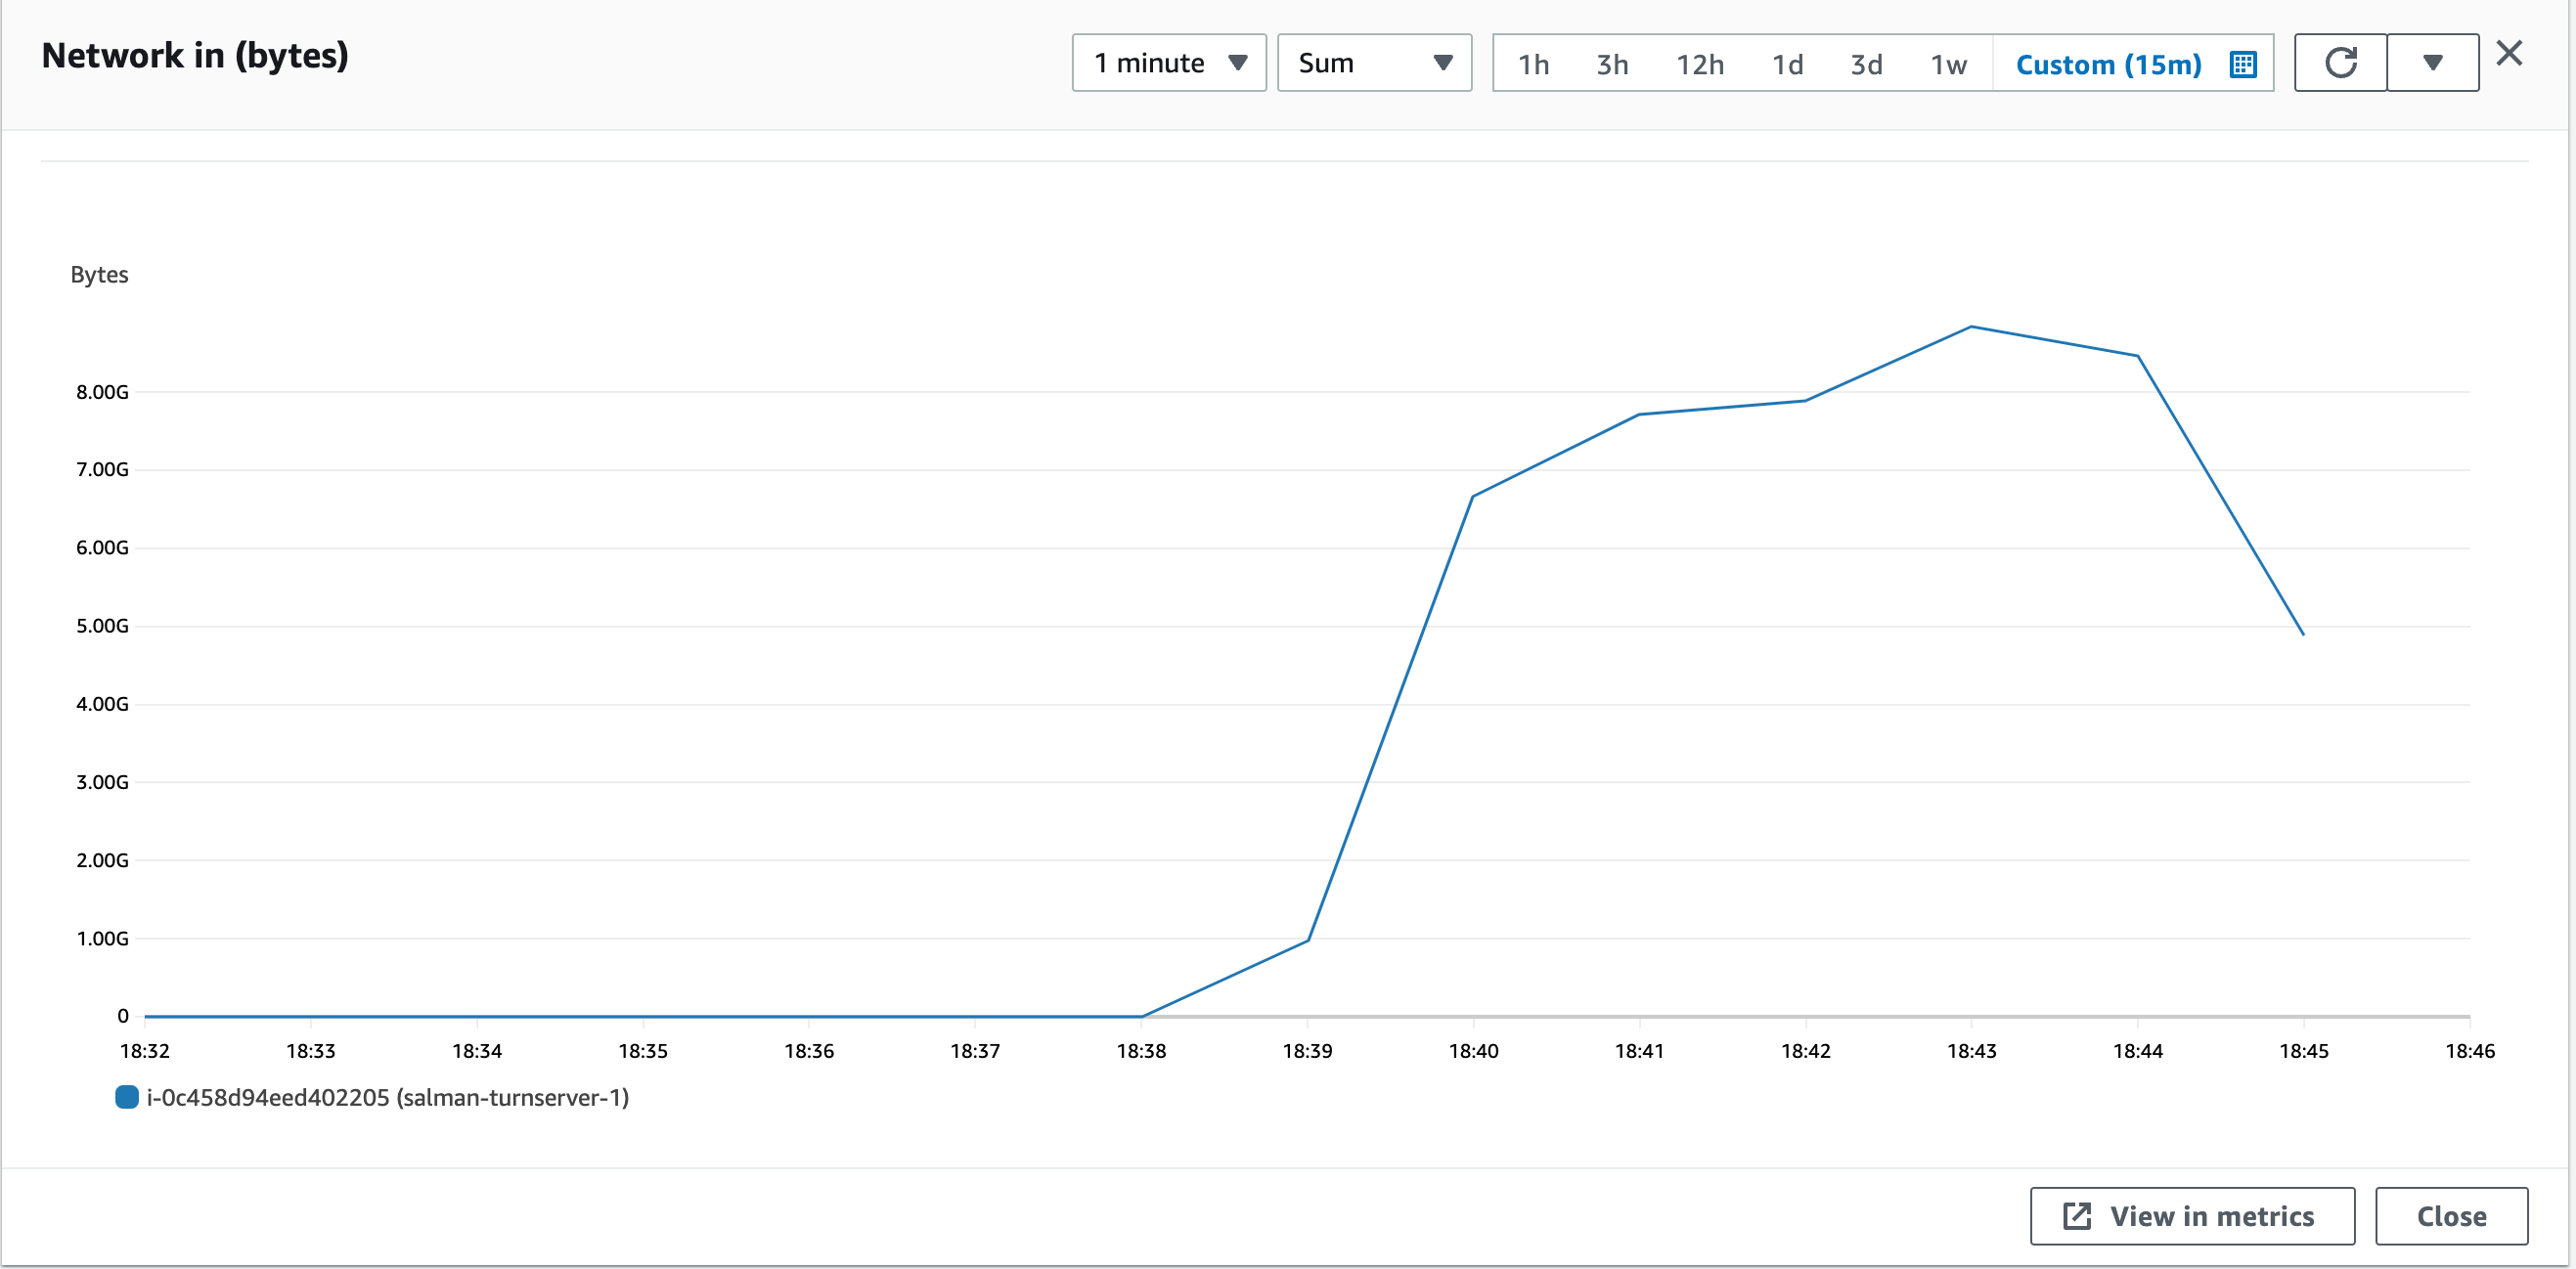 Network in (bytes)
1 minute
Sum
1h 3h 12h 1d 3d 1w Custom (15m)
Bytes
8.00G
7.00G
6.00G
5.00G
4.00G
3.00G
2.00G
1.00G
0
18:32 18:33 18:34 18:35 18:36 18:37 18:38 18:39 18:40 18:41 18:42 18:43 18:44 18:45 18:46
i-0c458d94eed402205 (salman-turnserver-1)
View in metrics
Close